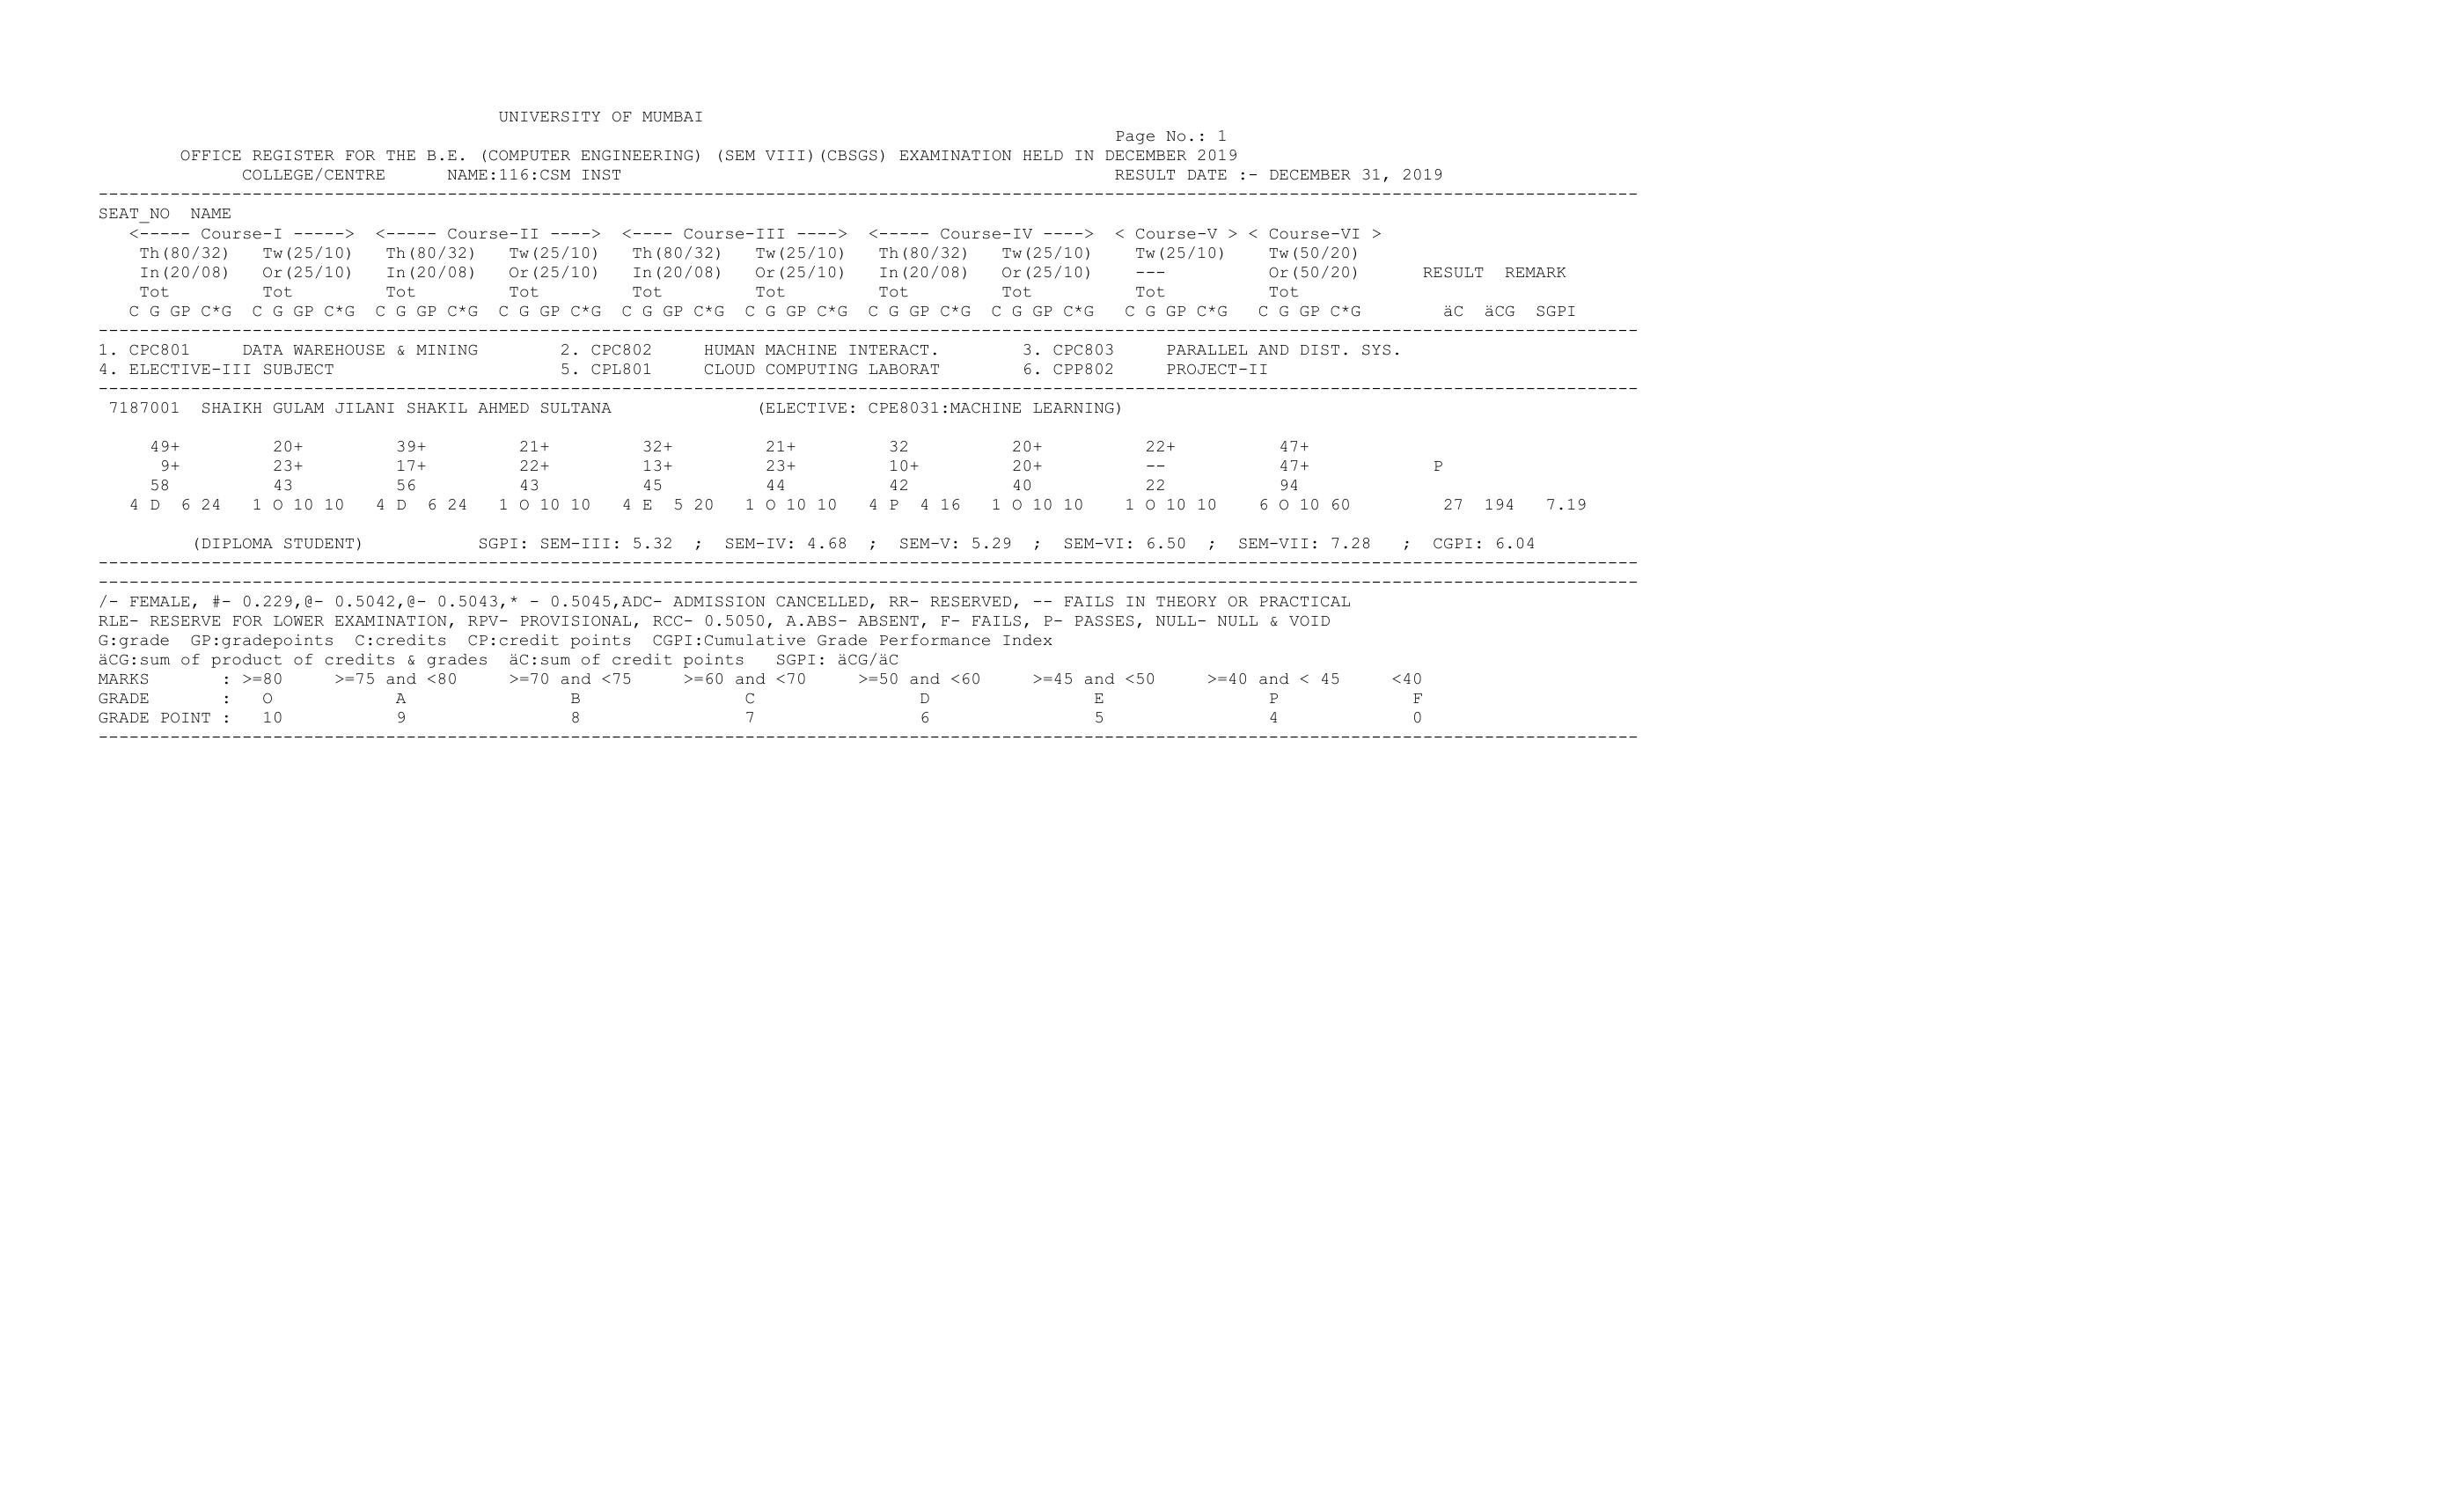 UNIVERSITY OF MUMBAI
Page No.: 1
OFFICE REGISTER FOR THE B.E. (COMPUTER ENGINEERING) (SEM VIII)(CBSGS) EXAMINATION HELD IN DECEMBER 2019
COLLEGE/CENTRE NAME:116:CSM INST RESULT DATE :- DECEMBER 31, 2019
------------------------------------------------------------------------------------------------------------------------------------------------------
SEAT_NO NAME
<----- Course-I -----> <----- Course-II ----> <---- Course-III ----> <----- Course-IV ----> < Course-V > < Course-VI >
Th(80/32) Tw(25/10) Th(80/32) Tw(25/10) Th(80/32) Tw(25/10) Th(80/32) Tw(25/10) Tw(25/10) Tw(50/20)
In(20/08) Or(25/10) In(20/08) Or(25/10) In(20/08) Or(25/10) In(20/08) Or(25/10) --- Or(50/20) RESULT REMARK
Tot Tot Tot Tot Tot Tot Tot Tot Tot Tot
C G GP C*G C G GP C*G C G GP C*G C G GP C*G C G GP C*G C G GP C*G C G GP C*G C G GP C*G C G GP C*G C G GP C*G äC äCG SGPI
------------------------------------------------------------------------------------------------------------------------------------------------------
1. CPC801 DATA WAREHOUSE & MINING 2. CPC802 HUMAN MACHINE INTERACT. 3. CPC803 PARALLEL AND DIST. SYS.
4. ELECTIVE-III SUBJECT 5. CPL801 CLOUD COMPUTING LABORAT 6. CPP802 PROJECT-II
------------------------------------------------------------------------------------------------------------------------------------------------------
7187001 SHAIKH GULAM JILANI SHAKIL AHMED SULTANA (ELECTIVE: CPE8031:MACHINE LEARNING)
49+ 20+ 39+ 21+ 32+ 21+ 32 20+ 22+ 47+
9+ 23+ 17+ 22+ 13+ 23+ 10+ 20+ -- 47+ P
58 43 56 43 45 44 42 40 22 94
4 D 6 24 1 O 10 10 4 D 6 24 1 O 10 10 4 E 5 20 1 O 10 10 4 P 4 16 1 O 10 10 1 O 10 10 6 O 10 60 27 194 7.19
(DIPLOMA STUDENT) SGPI: SEM-III: 5.32 ; SEM-IV: 4.68 ; SEM-V: 5.29 ; SEM-VI: 6.50 ; SEM-VII: 7.28 ; CGPI: 6.04
------------------------------------------------------------------------------------------------------------------------------------------------------
------------------------------------------------------------------------------------------------------------------------------------------------------
/- FEMALE, #- 0.229,@- 0.5042,@- 0.5043,* - 0.5045,ADC- ADMISSION CANCELLED, RR- RESERVED, -- FAILS IN THEORY OR PRACTICAL
RLE- RESERVE FOR LOWER EXAMINATION, RPV- PROVISIONAL, RCC- 0.5050, A.ABS- ABSENT, F- FAILS, P- PASSES, NULL- NULL & VOID
G:grade GP:gradepoints C:credits CP:credit points CGPI:Cumulative Grade Performance Index
äCG:sum of product of credits & grades äC:sum of credit points SGPI: äCG/äC
MARKS : >=80 >=75 and <80 >=70 and <75 >=60 and <70 >=50 and <60 >=45 and <50 >=40 and < 45 <40
GRADE : O A B C D E P F
GRADE POINT : 10 9 8 7 6 5 4 0
------------------------------------------------------------------------------------------------------------------------------------------------------